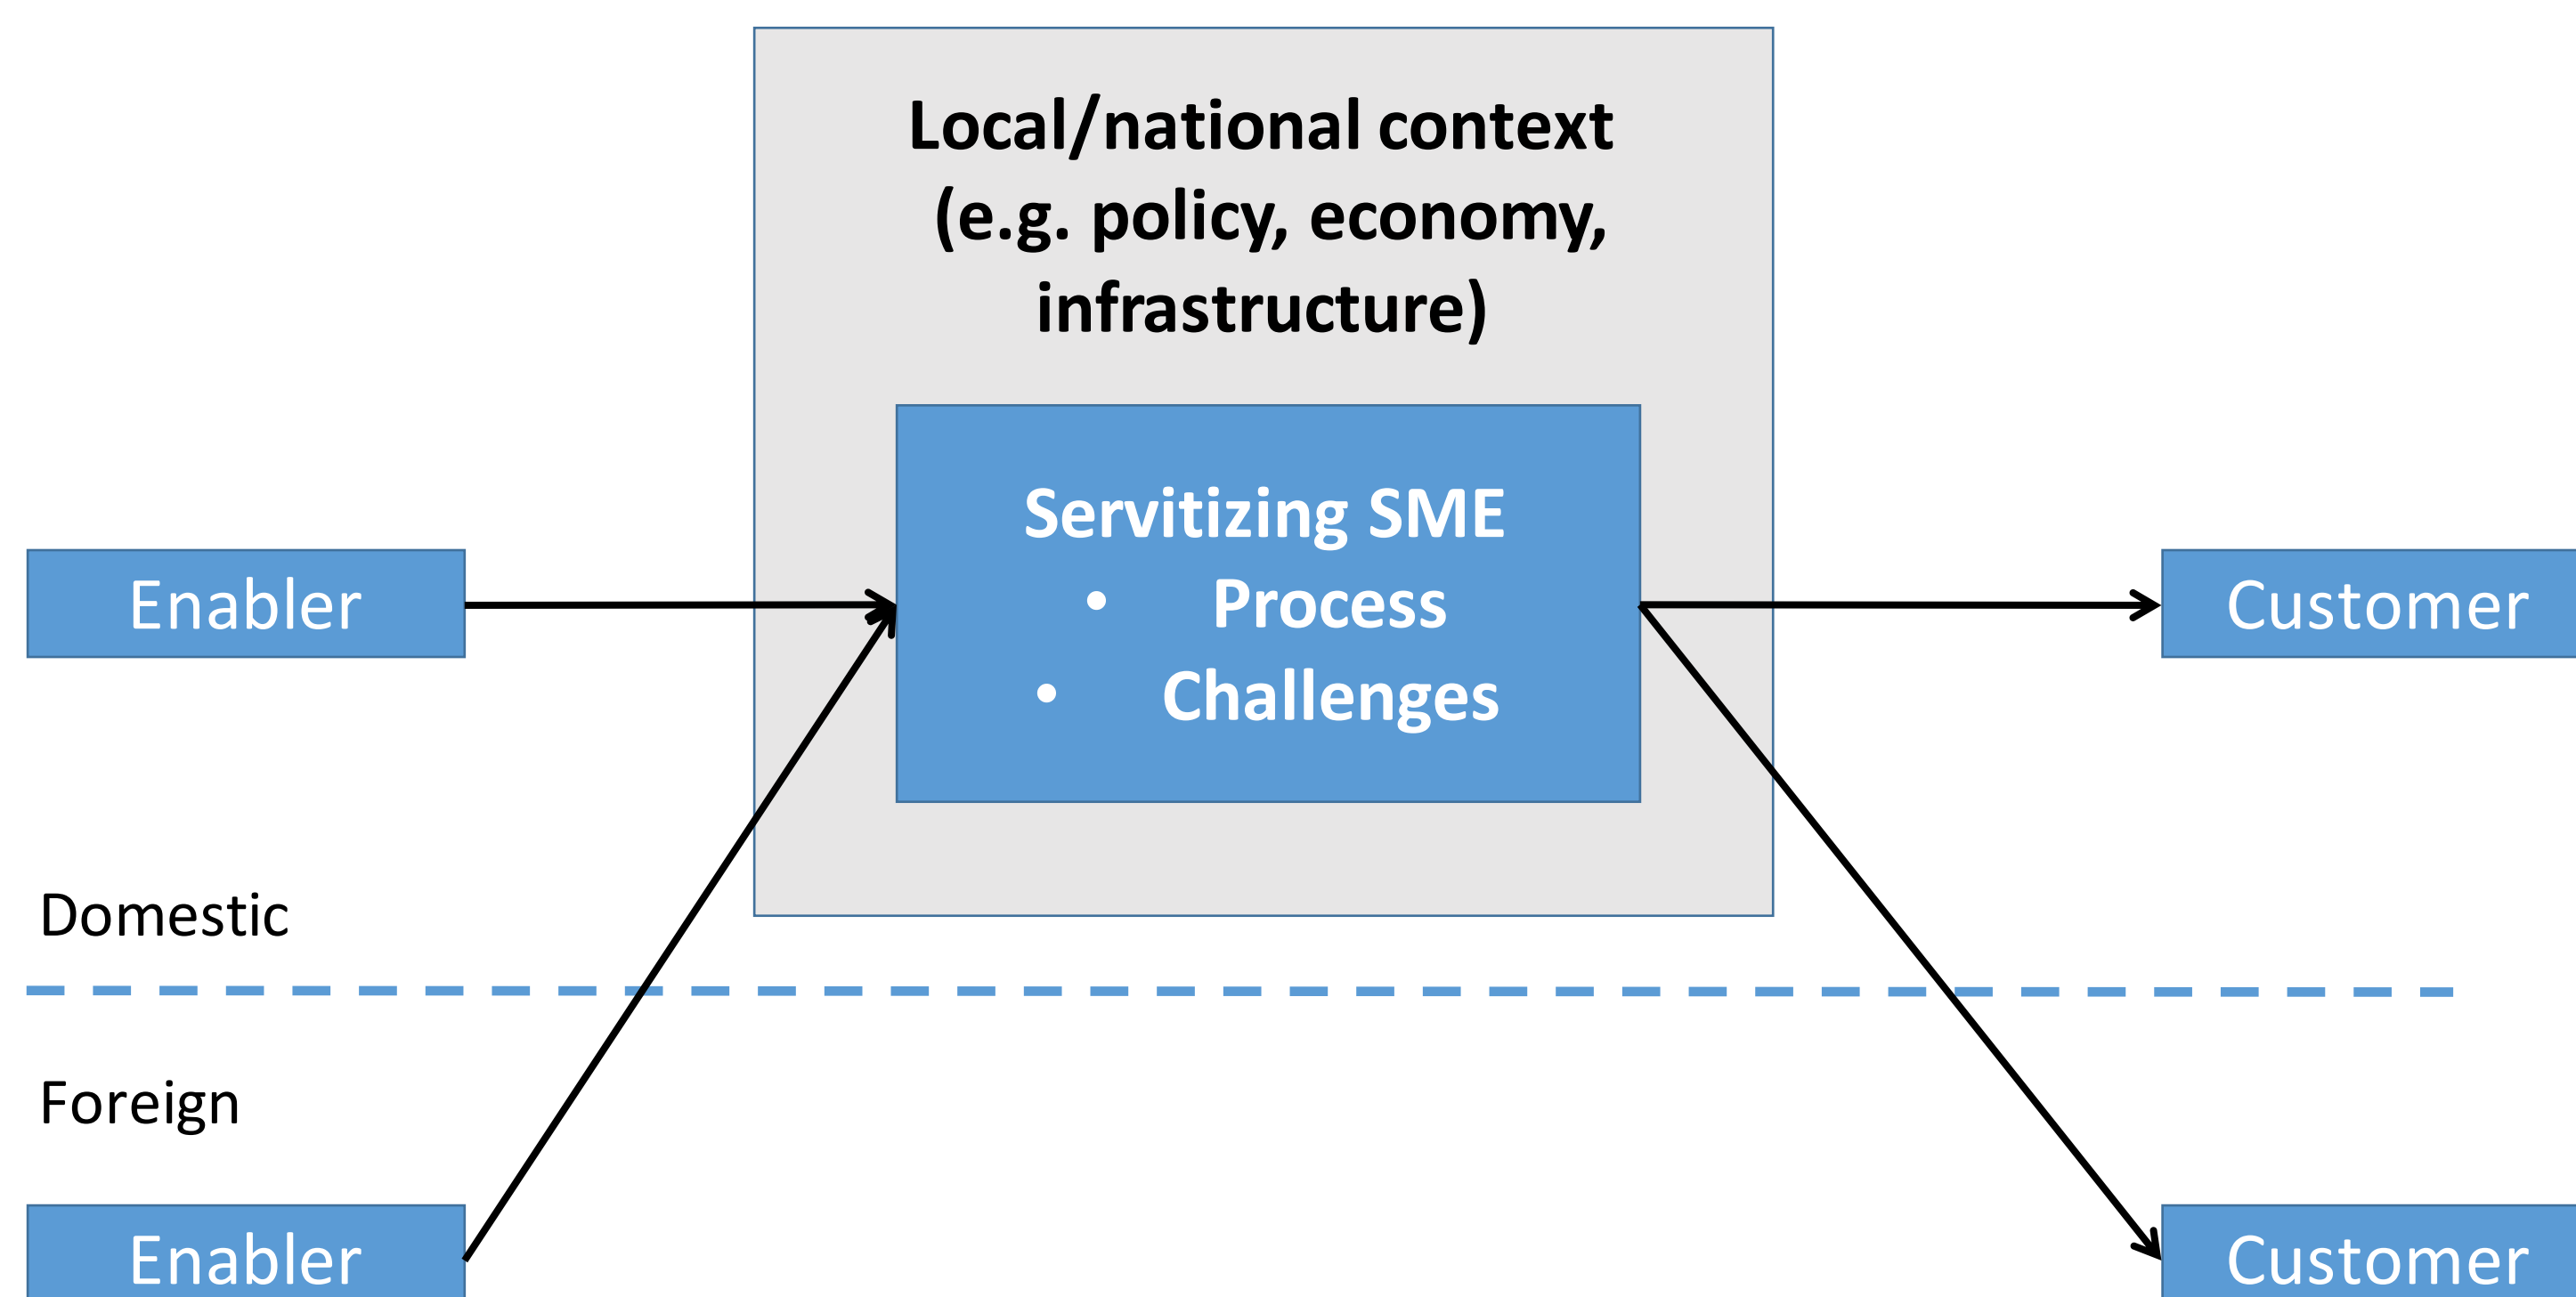 Local/national context
(e.g. policy, economy,
infrastructure)
Servitizing SME
• Process
• Challenges
Enabler
Customer
Domestic
Foreign
Enabler
Customer